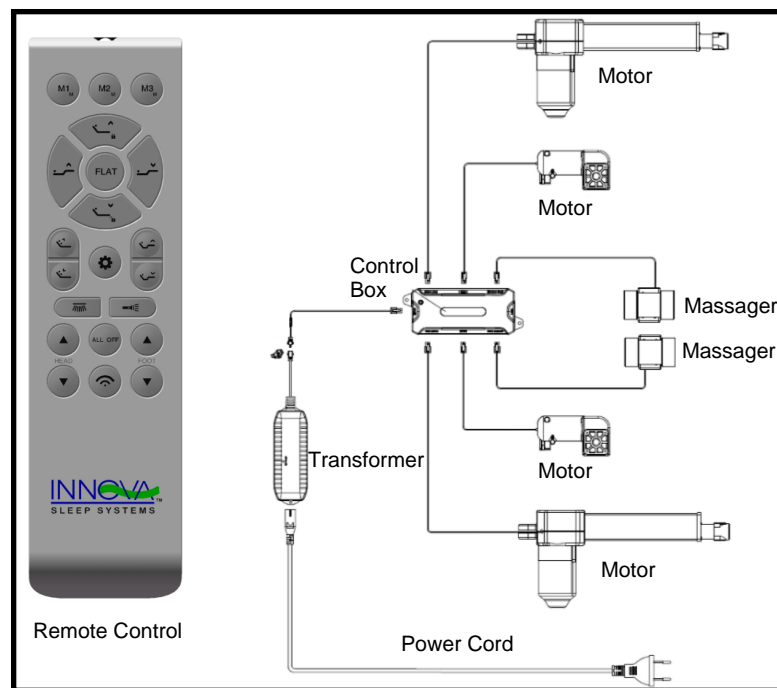 M1 M M2 M M3 M
FLAT
ALL OFF
HEAD FOOT
INNOVA TM
SLEEP SYSTEMS
Remote Control
Motor
Motor
Control
Box
Massager
Massager
Transformer
Motor
Motor
Power Cord